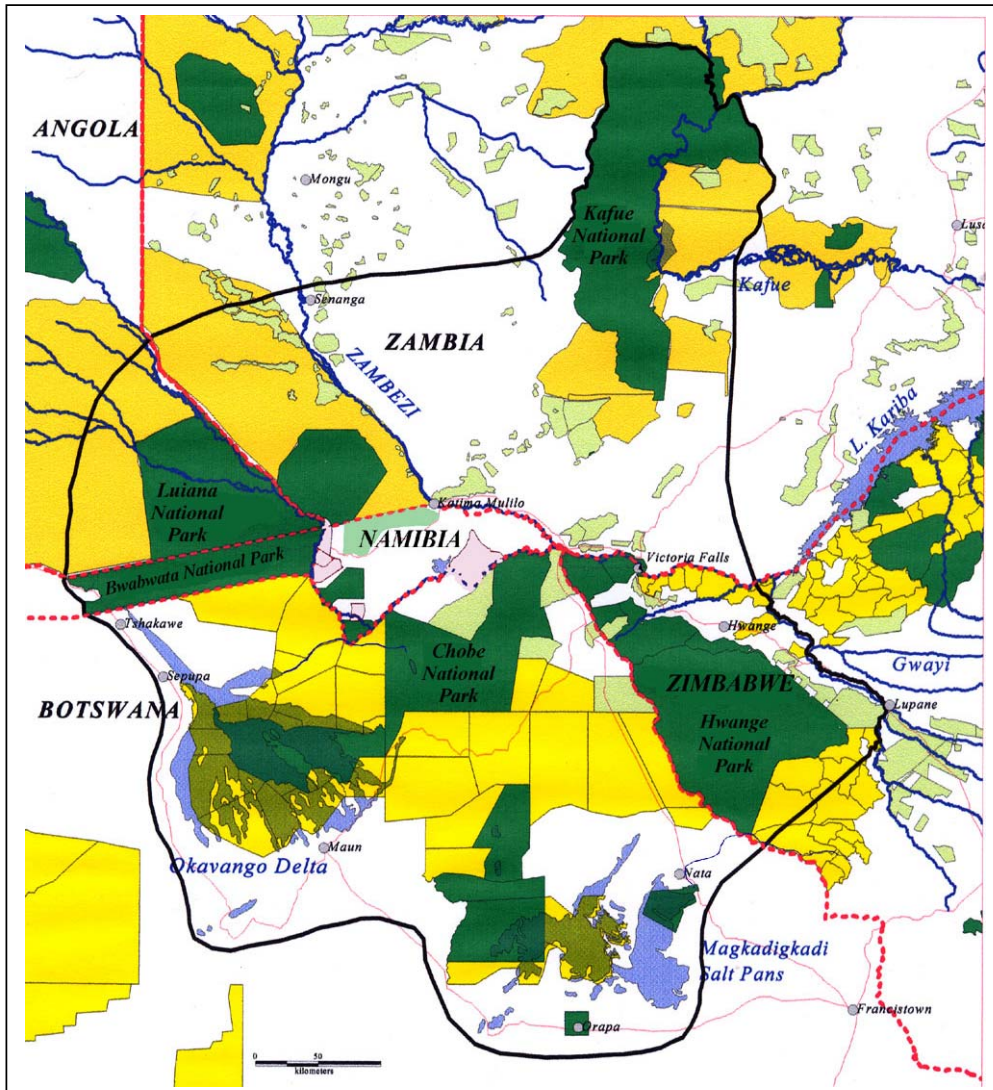 ANGOLA
Mongu
Kafue
National
Park
Lusa
Kafue
Senanga
ZAMBIA
ZAMBEZI
L. Kariba
Luiana
National
Park
Katima Mulilo
NAMIBIA
Bwabwata National Park
Victoria Falls
Tshakawe
Hwange
Chobe
National
Park
Gwayi
Sepupa
ZIMBABWE
BOTSWANA
Lupane
Hwange
National
Park
Maun
Okavango Delta
Nata
Magkadigkadi
Salt Pans
Francistown
Orapa
0 50
kilometers